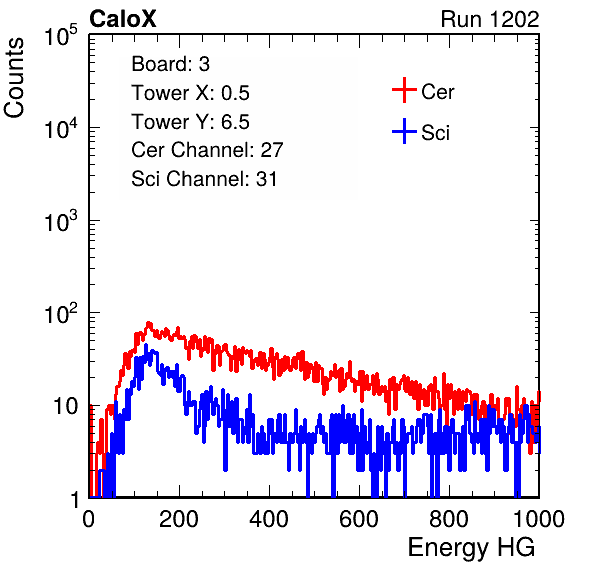 CaloX Run 1202
Counts
10^5
10^4
10^3
10^2
10
1
Board: 3
Tower X: 0.5
Tower Y: 6.5
Cer Channel: 27
Sci Channel: 31
Cer
Sci
0 200 400 600 800 1000
Energy HG